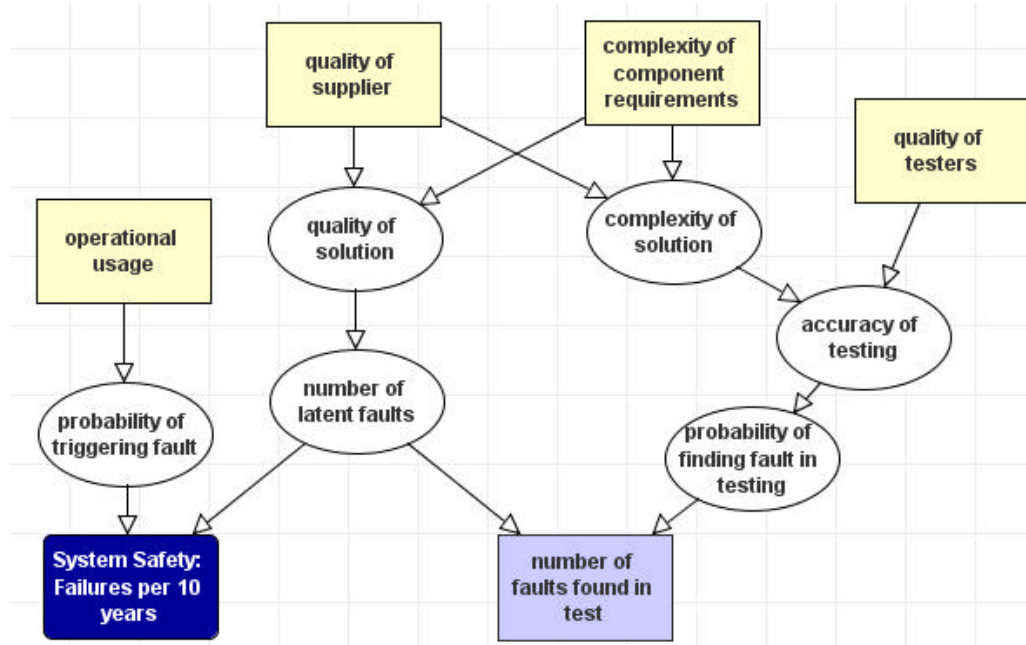 quality of
supplier
complexity of
component
requirements
quality of
testers
operational
usage
quality of
solution
complexity of
solution
accuracy of
testing
probability of
triggering fault
number of
latent faults
probability of
finding fault in
testing
System Safety:
Failures per 10
years
number of
faults found in
test